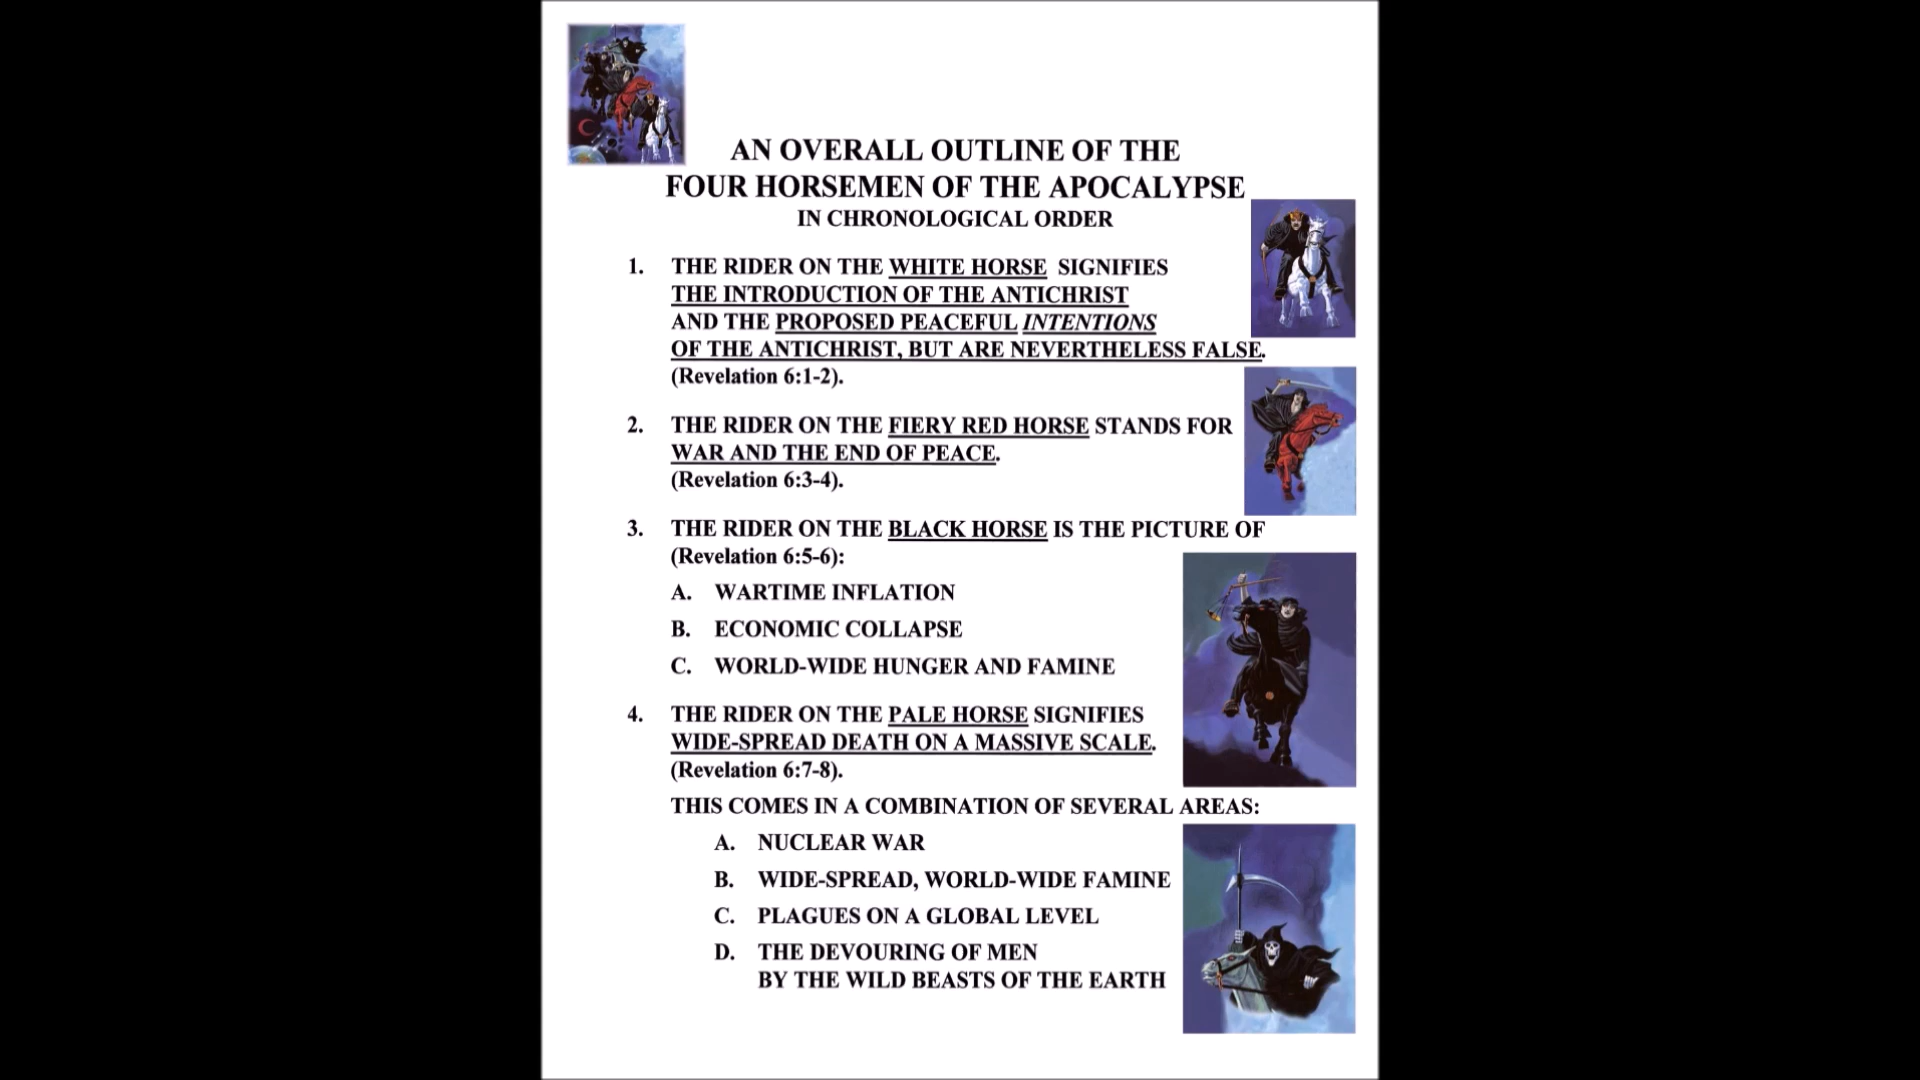 AN OVERALL OUTLINE OF THE
FOUR HORSEMEN OF THE APOCALYPSE
IN CHRONOLOGICAL ORDER
1. THE RIDER ON THE WHITE HORSE SIGNIFIES
THE INTRODUCTION OF THE ANTICHRIST
AND THE PROPOSED PEACEFUL INTENTIONS
OF THE ANTICHRIST, BUT ARE NEVERTHELESS FALSE.
(Revelation 6:1-2).
2. THE RIDER ON THE FIERY RED HORSE STANDS FOR
WAR AND THE END OF PEACE.
(Revelation 6:3-4).
3. THE RIDER ON THE BLACK HORSE IS THE PICTURE OF
(Revelation 6:5-6):
A. WARTIME INFLATION
B. ECONOMIC COLLAPSE
C. WORLD-WIDE HUNGER AND FAMINE
4. THE RIDER ON THE PALE HORSE SIGNIFIES
WIDE-SPREAD DEATH ON A MASSIVE SCALE.
(Revelation 6:7-8).
THIS COMES IN A COMBINATION OF SEVERAL AREAS:
A. NUCLEAR WAR
B. WIDE-SPREAD, WORLD-WIDE FAMINE
C. PLAGUES ON A GLOBAL LEVEL
D. THE DEVOURING OF MEN
BY THE WILD BEASTS OF THE EARTH